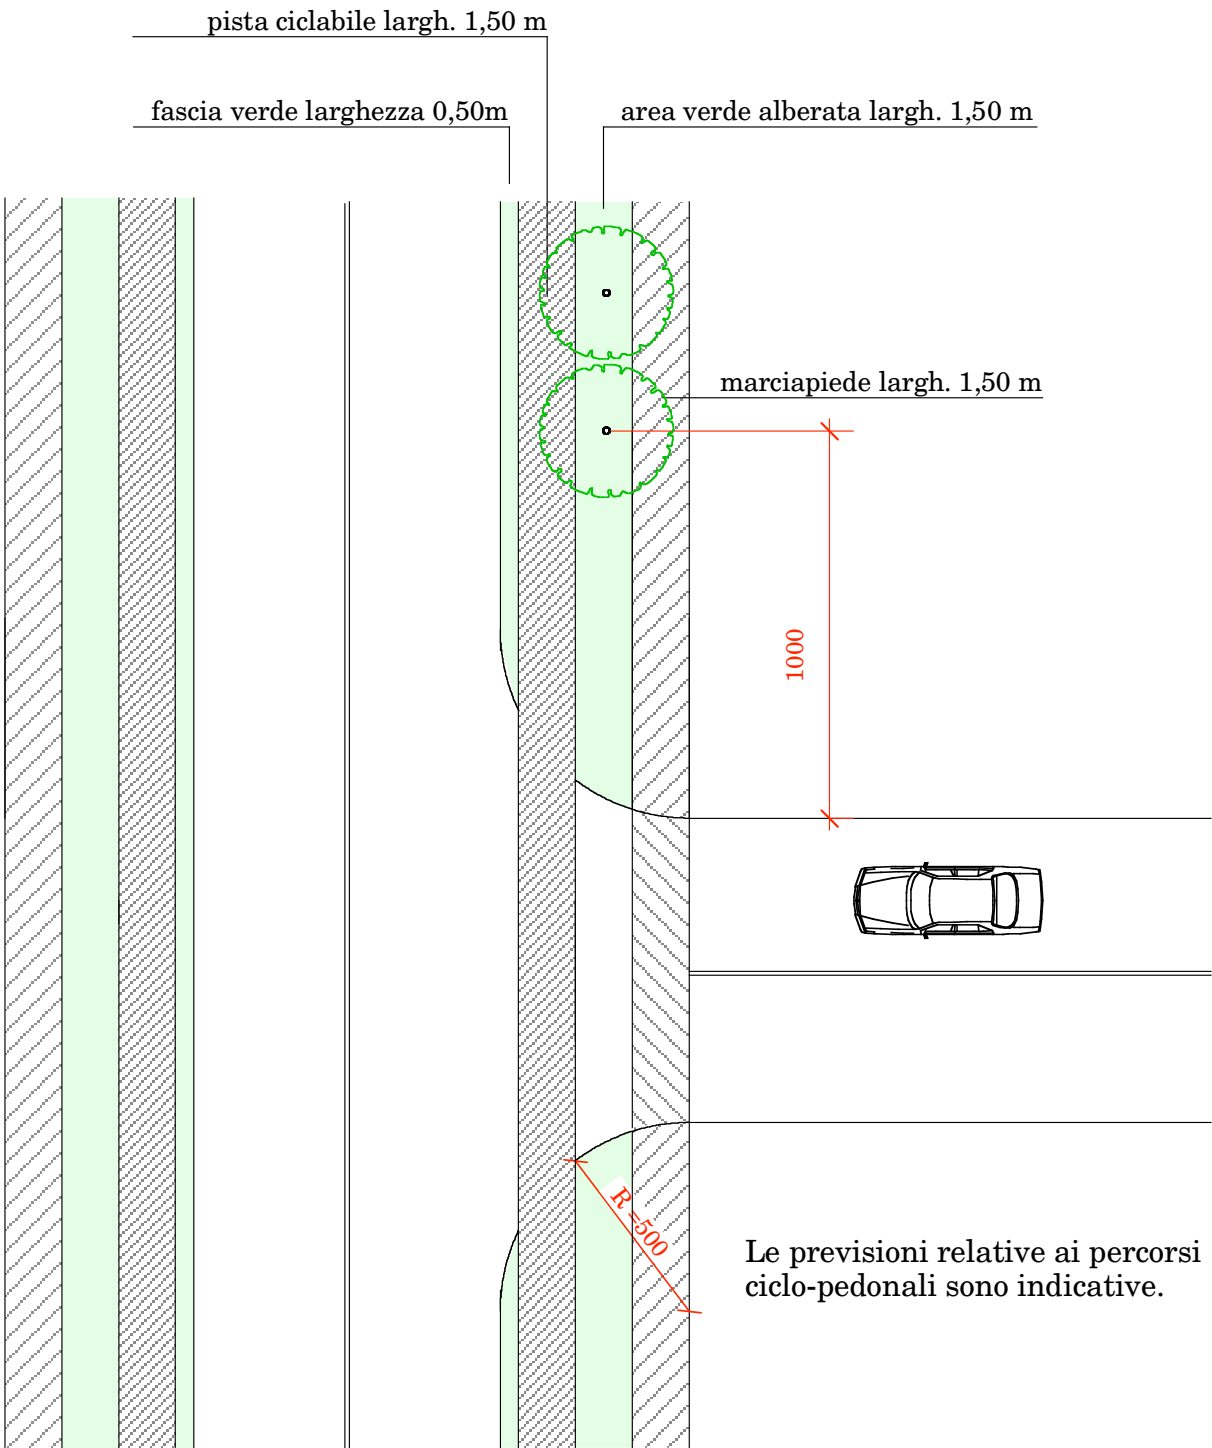 pista ciclabile largh. 1,50 m
fascia verde larghezza 0,50m
area verde alberata largh. 1,50 m
marciapiede largh. 1,50 m
1000
R =500
Le previsioni relative ai percorsi
ciclo-pedonali sono indicative.